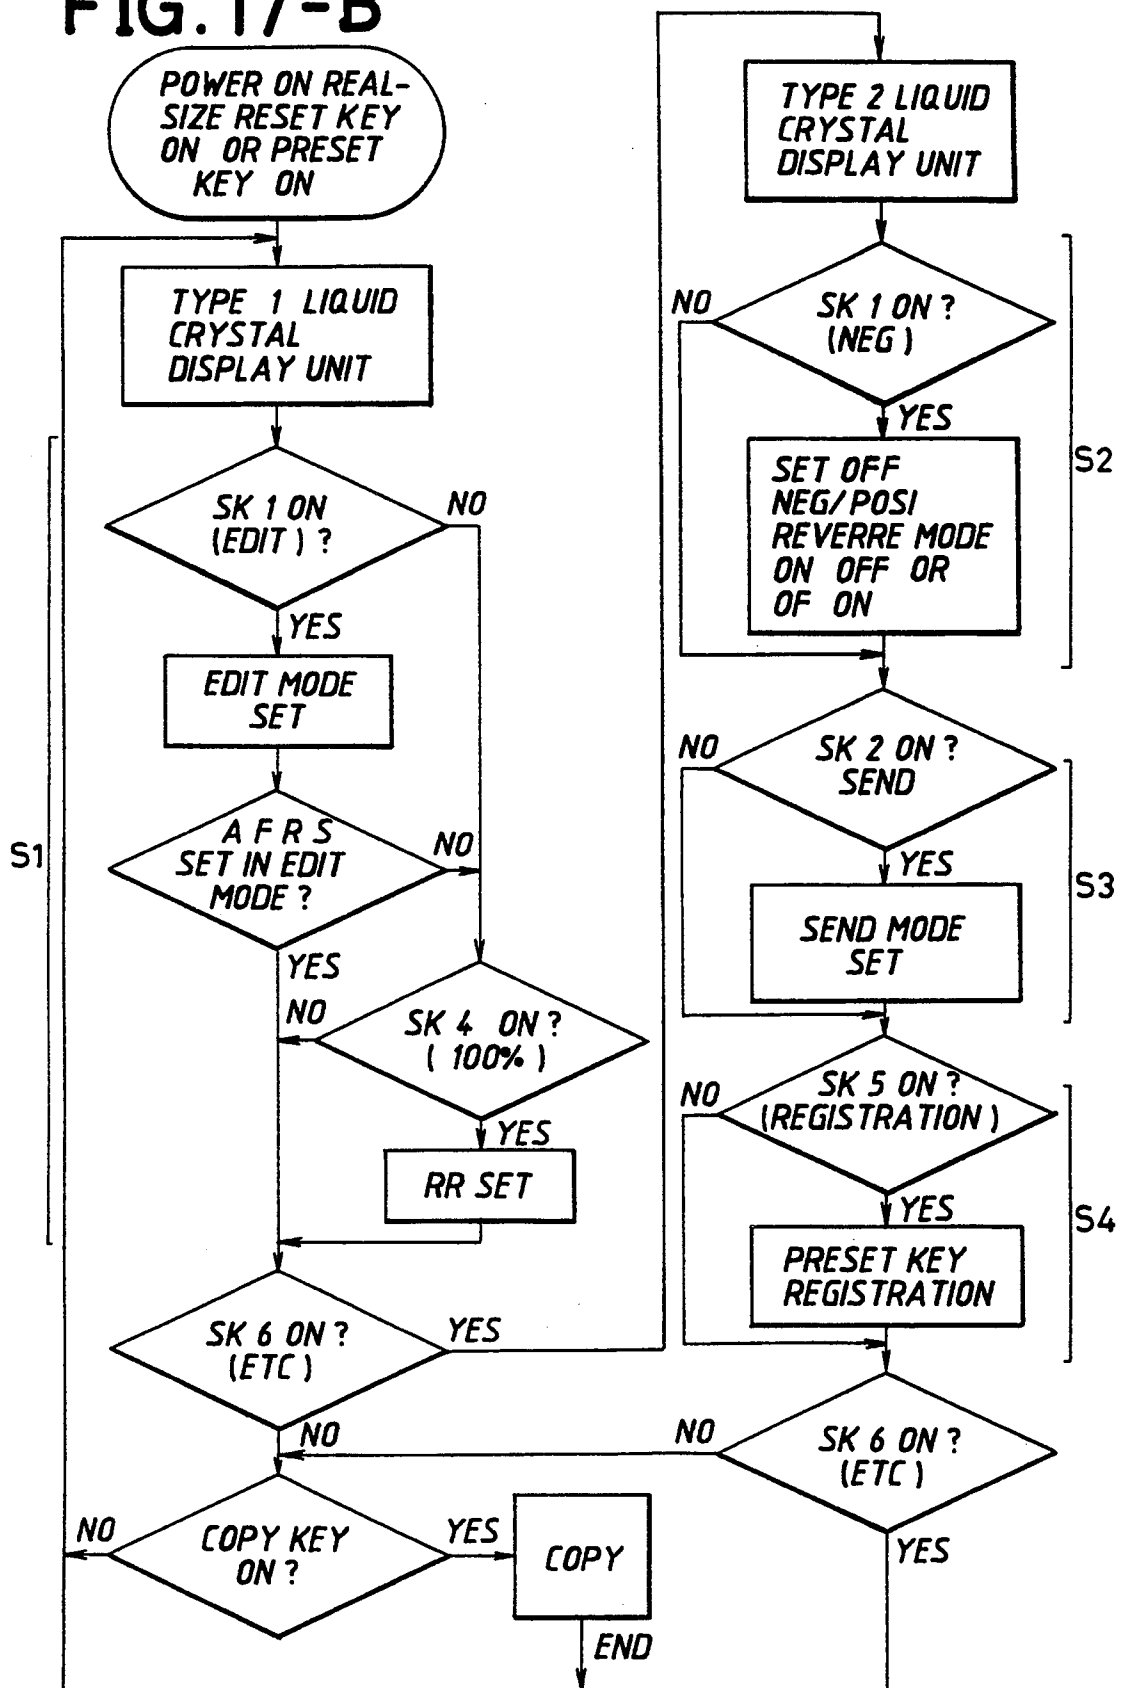 FIG. 17-B
POWER ON REAL-
SIZE RESET KEY
ON OR PRESET
KEY ON
TYPE 1 LIQUID
CRYSTAL
DISPLAY UNIT
S1
SK 1 ON
(EDIT) ?
NO
YES
EDIT MODE
SET
A F R S
SET IN EDIT
MODE ?
NO
YES
NO
SK 4 ON ?
( 100% )
YES
RR SET
SK 6 ON ?
(ETC)
YES
NO
COPY KEY
ON ?
NO
YES
COPY
END
TYPE 2 LIQUID
CRYSTAL
DISPLAY UNIT
NO
SK 1 ON ?
(NEG)
YES
S2
SET OFF
NEG/POSI
REVERRE MODE
ON OFF OR
OF ON
NO
SK 2 ON ?
SEND
YES
S3
SEND MODE
SET
NO
SK 5 ON ?
(REGISTRATION)
YES
S4
PRESET KEY
REGISTRATION
NO
SK 6 ON ?
(ETC)
YES